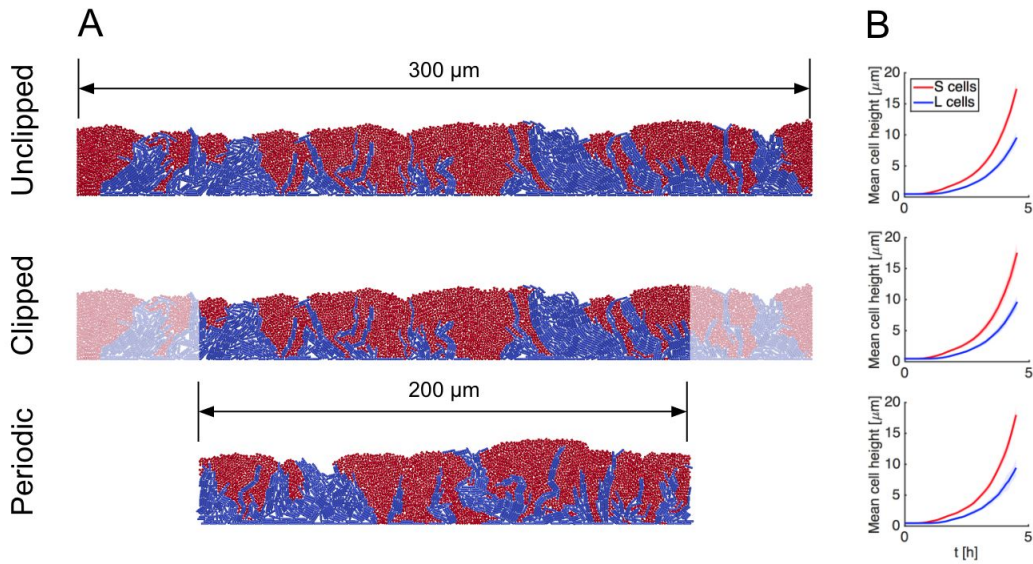 A
B
Unclipped
300 μm
Mean cell height [μm]
20
15
10
5
0
0
5
S cells
L cells
Clipped
Mean cell height [μm]
20
15
10
5
0
0
5
Periodic
200 μm
Mean cell height [μm]
20
15
10
5
0
0
5
t [h]